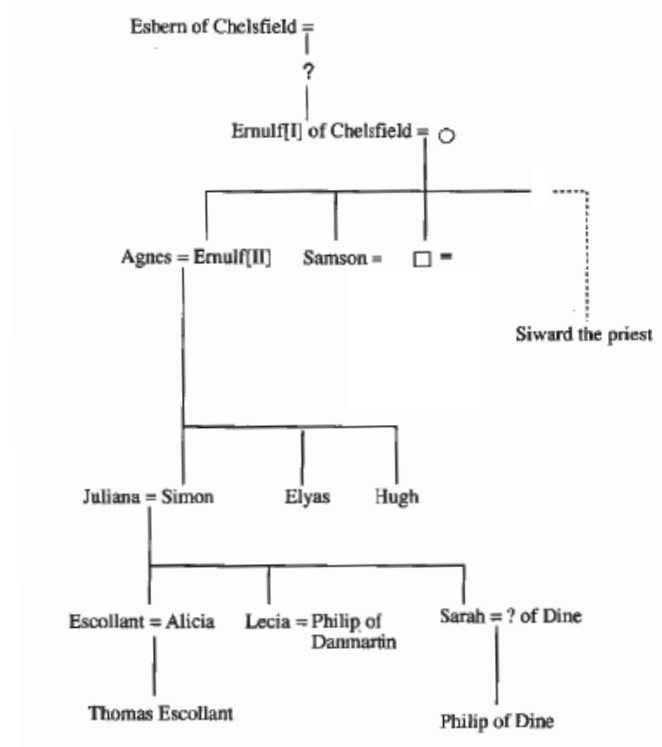 Esbern of Chelsfield =
?
Ernulf[I] of Chelsfield =
Agnes = Ernulf[II] Samson = =
Siward the priest
Juliana = Simon Elyas Hugh
Escollant = Alicia Lecia = Philip of Sarah = ? of Dine
Danmartin
Thomas Escollant
Philip of Dine